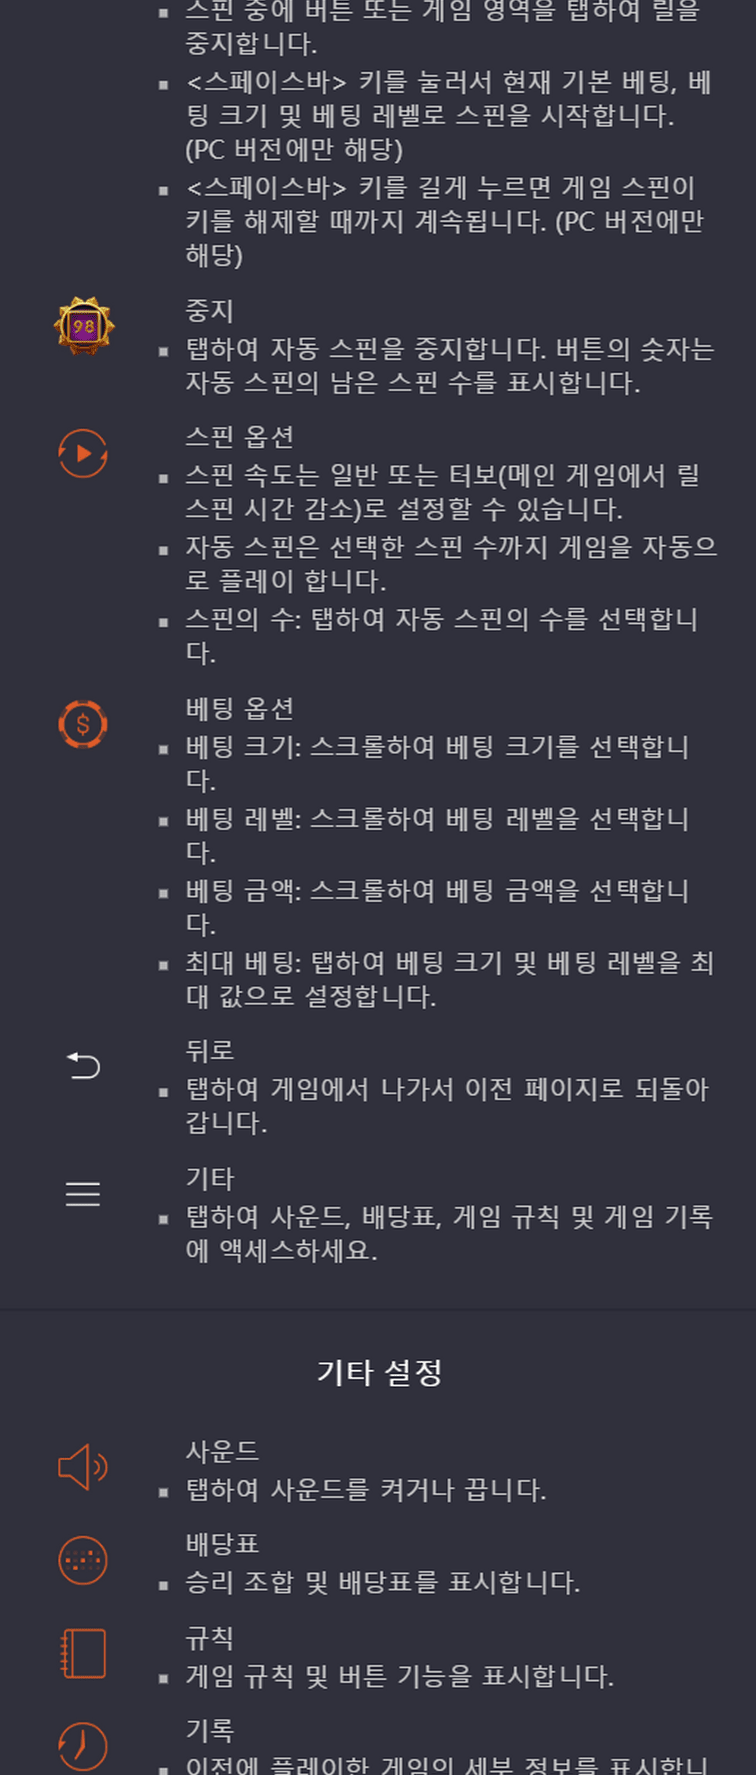 스핀 중에 버튼 또는 게임 영역을 탭하여 릴을
중지합니다.
<스페이스바> 키를 눌러서 현재 기본 베팅, 베
팅 크기 및 베팅 레벨로 스핀을 시작합니다.
(PC 버전에만 해당)
<스페이스바> 키를 길게 누르면 게임 스핀이
키를 해제할 때까지 계속됩니다. (PC 버전에만
해당)
98
중지
탭하여 자동 스핀을 중지합니다. 버튼의 숫자는
자동 스핀의 남은 스핀 수를 표시합니다.
스핀 옵션
스핀 속도는 일반 또는 터보(메인 게임에서 릴
스핀 시간 감소)로 설정할 수 있습니다.
자동 스핀은 선택한 스핀 수까지 게임을 자동으
로 플레이 합니다.
스핀의 수: 탭하여 자동 스핀의 수를 선택합니
다.
$
베팅 옵션
베팅 크기: 스크롤하여 베팅 크기를 선택합니
다.
베팅 레벨: 스크롤하여 베팅 레벨을 선택합니
다.
베팅 금액: 스크롤하여 베팅 금액을 선택합니
다.
최대 베팅: 탭하여 베팅 크기 및 베팅 레벨을 최
대 값으로 설정합니다.
뒤로
탭하여 게임에서 나가서 이전 페이지로 되돌아
갑니다.
기타
탭하여 사운드, 배당표, 게임 규칙 및 게임 기록
에 액세스하세요.
기타 설정
사운드
탭하여 사운드를 켜거나 끕니다.
배당표
승리 조합 및 배당표를 표시합니다.
규칙
게임 규칙 및 버튼 기능을 표시합니다.
기록
이전에 플레이한 게임의 세부 정보를 표시합니